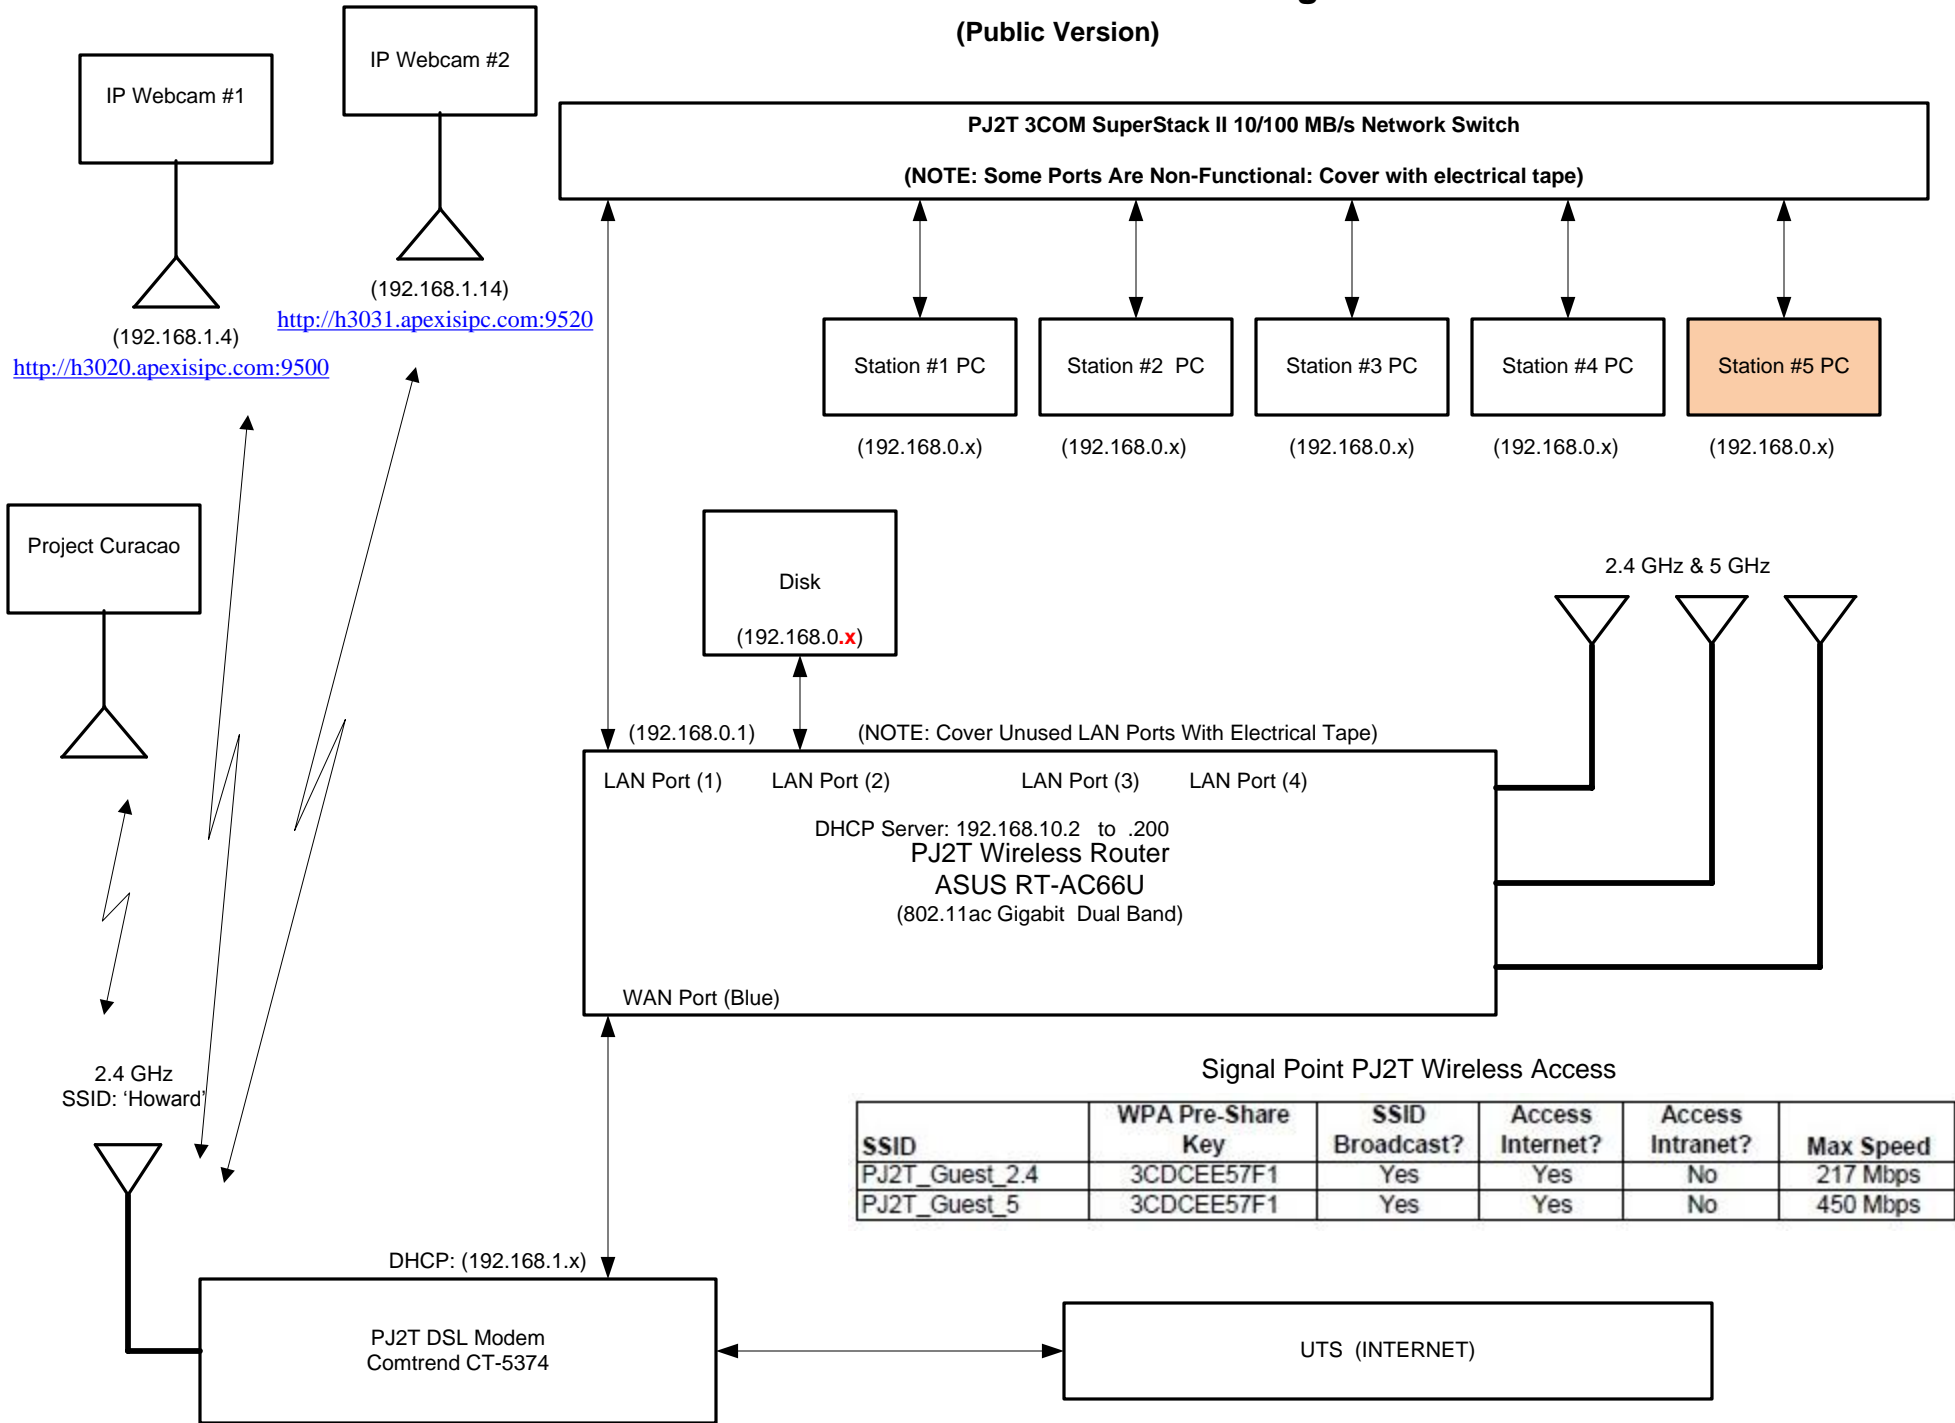 (Public Version)
IP Webcam #1
IP Webcam #2
PJ2T 3COM SuperStack II 10/100 MB/s Network Switch
(NOTE: Some Ports Are Non-Functional: Cover with electrical tape)
(192.168.1.14)
http://h3031.apexisipc.com:9520
(192.168.1.4)
http://h3020.apexisipc.com:9500
Station #1 PC
Station #2 PC
Station #3 PC
Station #4 PC
Station #5 PC
(192.168.0.x)
(192.168.0.x)
(192.168.0.x)
(192.168.0.x)
(192.168.0.x)
Project Curacao
Disk
(192.168.0.x)
2.4 GHz & 5 GHz
(192.168.0.1)
(NOTE: Cover Unused LAN Ports With Electrical Tape)
LAN Port (1)
LAN Port (2)
LAN Port (3)
LAN Port (4)
DHCP Server: 192.168.10.2 to .200
PJ2T Wireless Router
ASUS RT-AC66U
(802.11ac Gigabit Dual Band)
WAN Port (Blue)
2.4 GHz
SSID: ‘Howard’
Signal Point PJ2T Wireless Access
SSID WPA Pre-Share Key SSID Broadcast? Access Internet? Access Intranet? Max Speed
PJ2T_Guest_2.4 3CDCEE57F1 Yes Yes No 217 Mbps
PJ2T_Guest_5 3CDCEE57F1 Yes Yes No 450 Mbps
DHCP: (192.168.1.x)
PJ2T DSL Modem
Comtrend CT-5374
UTS (INTERNET)